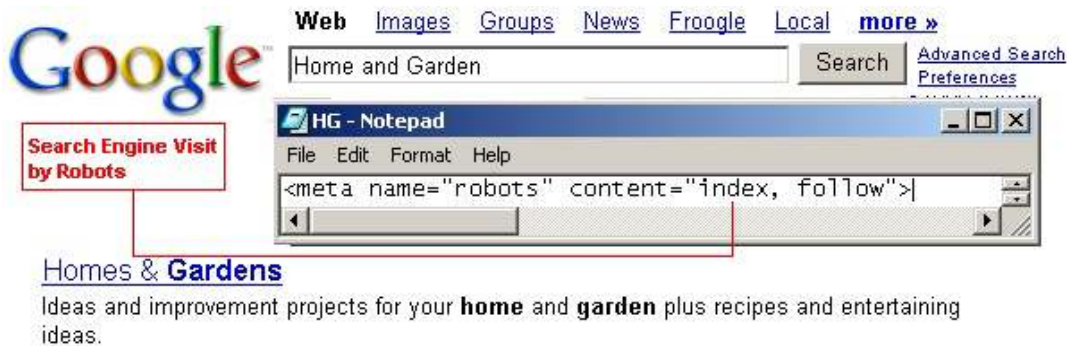 Web Images Groups News Froogle Local more »
Google™
Home and Garden Search Advanced Search
Preferences
HG - Notepad
Search Engine Visit
by Robots
File Edit Format Help
<meta name="robots" content="index, follow">
Homes & Gardens
Ideas and improvement projects for your home and garden plus recipes and entertaining
ideas.